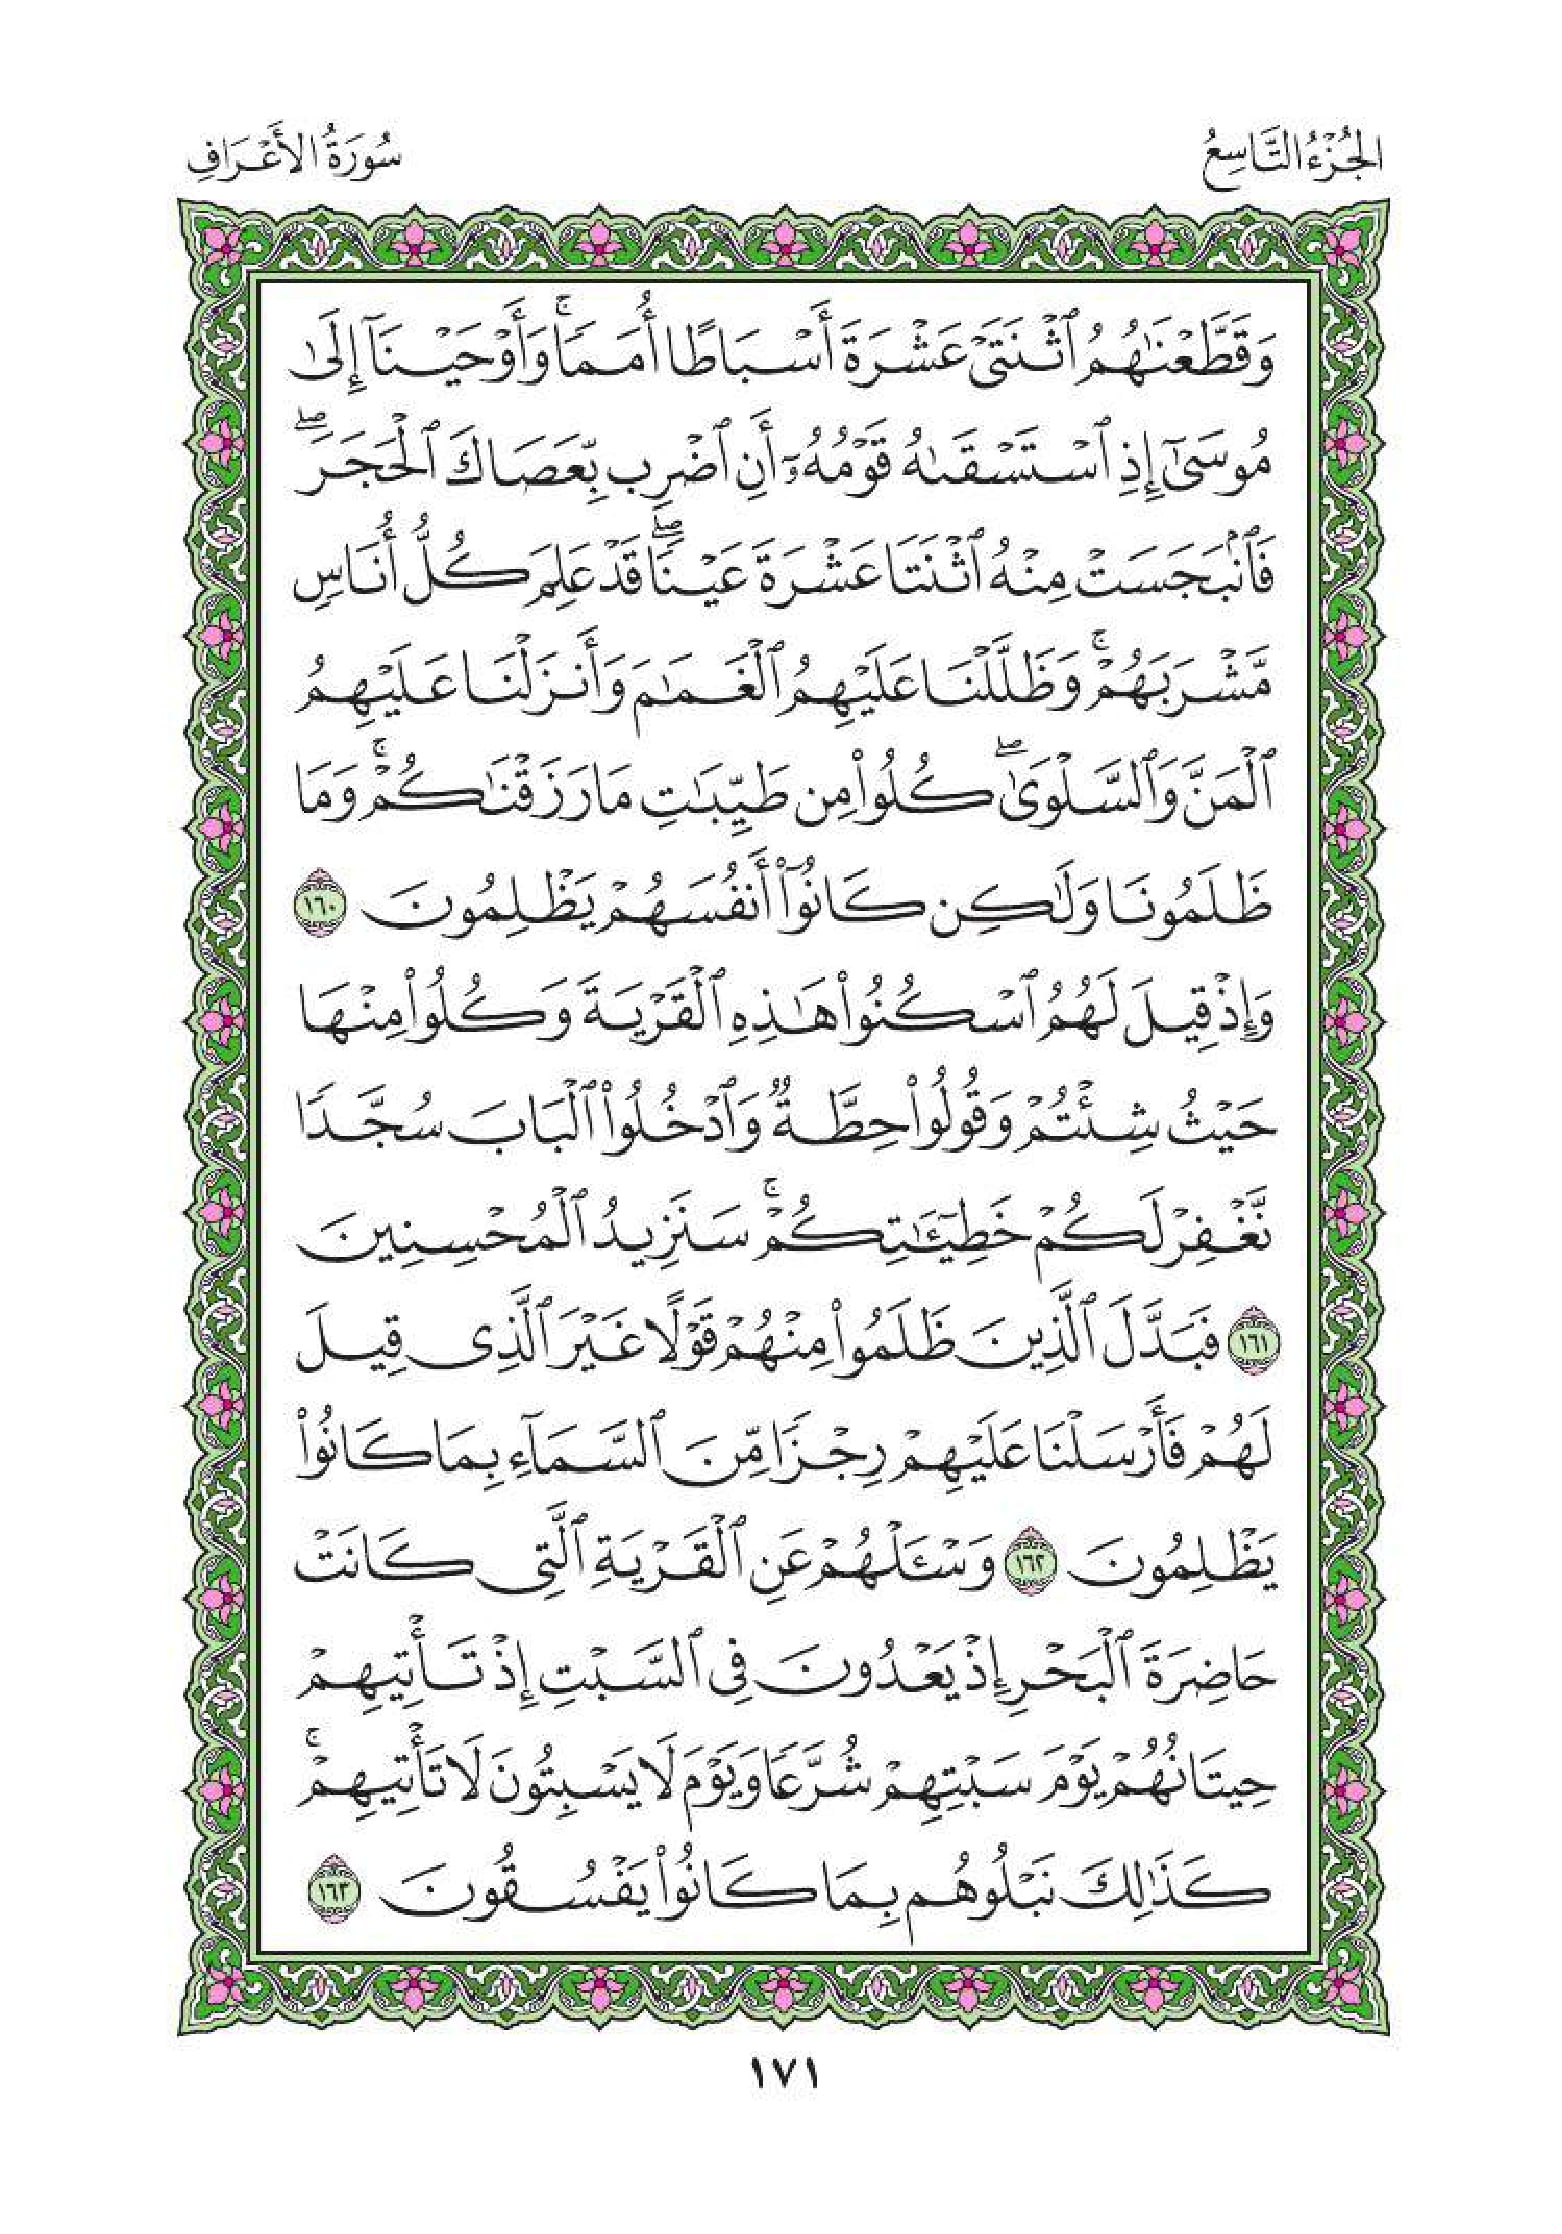 الجُزْءُ التَّاسِعُ
سُورَةُ الأَعْرَافِ
وَقَطَّعْنَٰهُمُ ٱثْنَتَىْ عَشْرَةَ أَسْبَاطًا أُمَمًاۚ وَأَوْحَيْنَآ إِلَىٰ
مُوسَىٰٓ إِذِ ٱسْتَسْقَىٰهُ قَوْمُهُۥٓ أَنِ ٱضْرِب بِّعَصَاكَ ٱلْحَجَرَۖ
فَٱنۢبَجَسَتْ مِنْهُ ٱثْنَتَا عَشْرَةَ عَيْنًاۖ قَدْ عَلِمَ كُلُّ أُنَاسٍ
مَّشْرَبَهُمْۚ وَظَلَّلْنَا عَلَيْهِمُ ٱلْغَمَٰمَ وَأَنزَلْنَا عَلَيْهِمُ
ٱلْمَنَّ وَٱلسَّلْوَىٰۖ كُلُوا۟ مِن طَيِّبَٰتِ مَا رَزَقْنَٰكُمْۚ وَمَا
ظَلَمُونَا وَلَٰكِن كَانُوٓا۟ أَنفُسَهُمْ يَظْلِمُونَ ١٦٠
وَإِذْ قِيلَ لَهُمُ ٱسْكُنُوا۟ هَٰذِهِ ٱلْقَرْيَةَ وَكُلُوا۟ مِنْهَا
حَيْثُ شِئْتُمْ وَقُولُوا۟ حِطَّةٌ وَٱدْخُلُوا۟ ٱلْبَابَ سُجَّدًا
نَّغْفِرْ لَكُمْ خَطِيٓـَٰٔتِكُمْۚ سَنَزِيدُ ٱلْمُحْسِنِينَ
١٦١ فَبَدَّلَ ٱلَّذِينَ ظَلَمُوا۟ مِنْهُمْ قَوْلًا غَيْرَ ٱلَّذِى قِيلَ
لَهُمْ فَأَرْسَلْنَا عَلَيْهِمْ رِجْزًا مِّنَ ٱلسَّمَآءِ بِمَا كَانُوا۟
يَظْلِمُونَ ١٦٢ وَسْـَٔلْهُمْ عَنِ ٱلْقَرْيَةِ ٱلَّتِى كَانَتْ
حَاضِرَةَ ٱلْبَحْرِ إِذْ يَعْدُونَ فِى ٱلسَّبْتِ إِذْ تَأْتِيهِمْ
حِيتَانُهُمْ يَوْمَ سَبْتِهِمْ شُرَّعًا وَيَوْمَ لَا يَسْبِتُونَ لَا تَأْتِيهِمْۚ
كَذَٰلِكَ نَبْلُوهُم بِمَا كَانُوا۟ يَفْسُقُونَ ١٦٣
١٧١